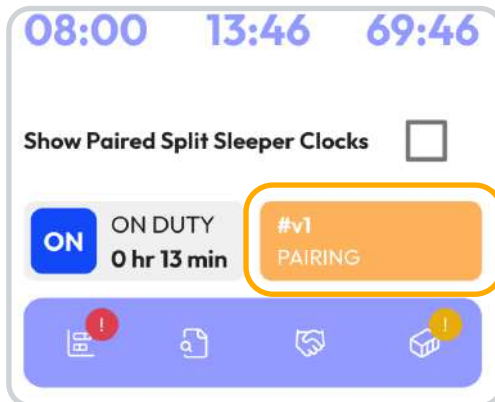 08:00 13:46 69:46
Show Paired Split Sleeper Clocks
ON
ON DUTY
0 hr 13 min
#v1
PAIRING
!
!